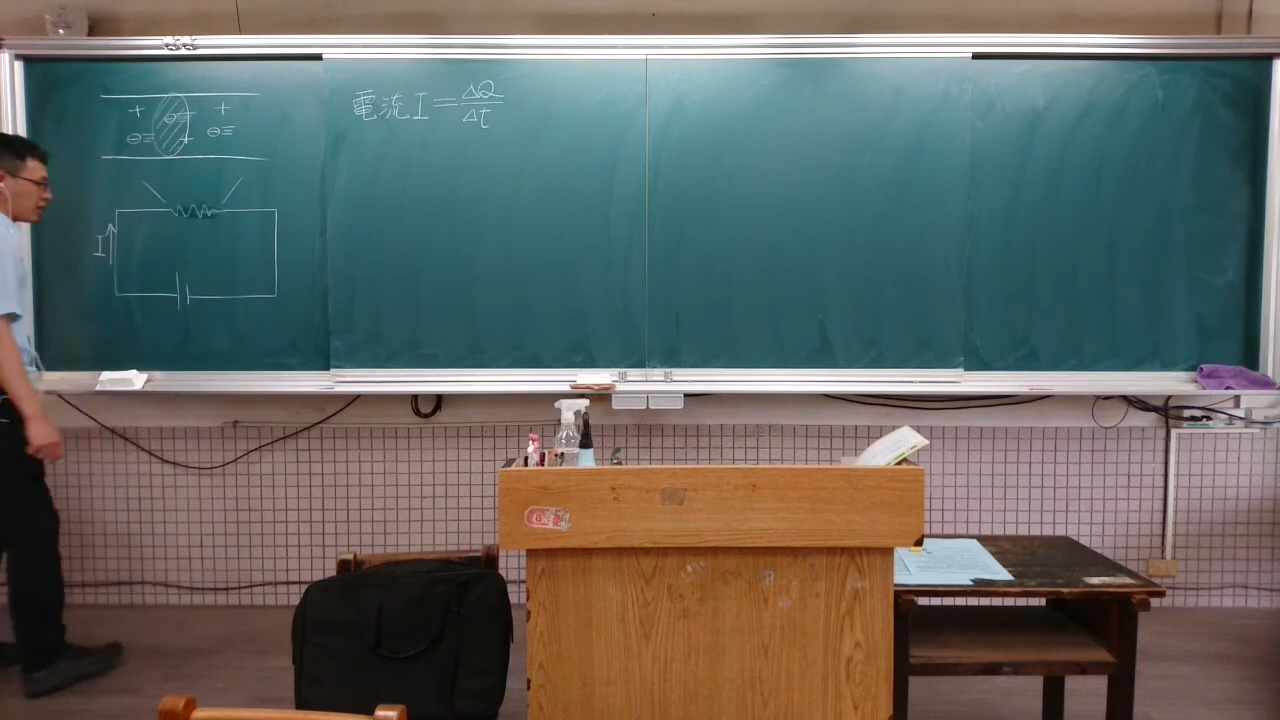 電流 I = ΔQ/Δt
+ +
⊖ ⊖ + ⊖
I